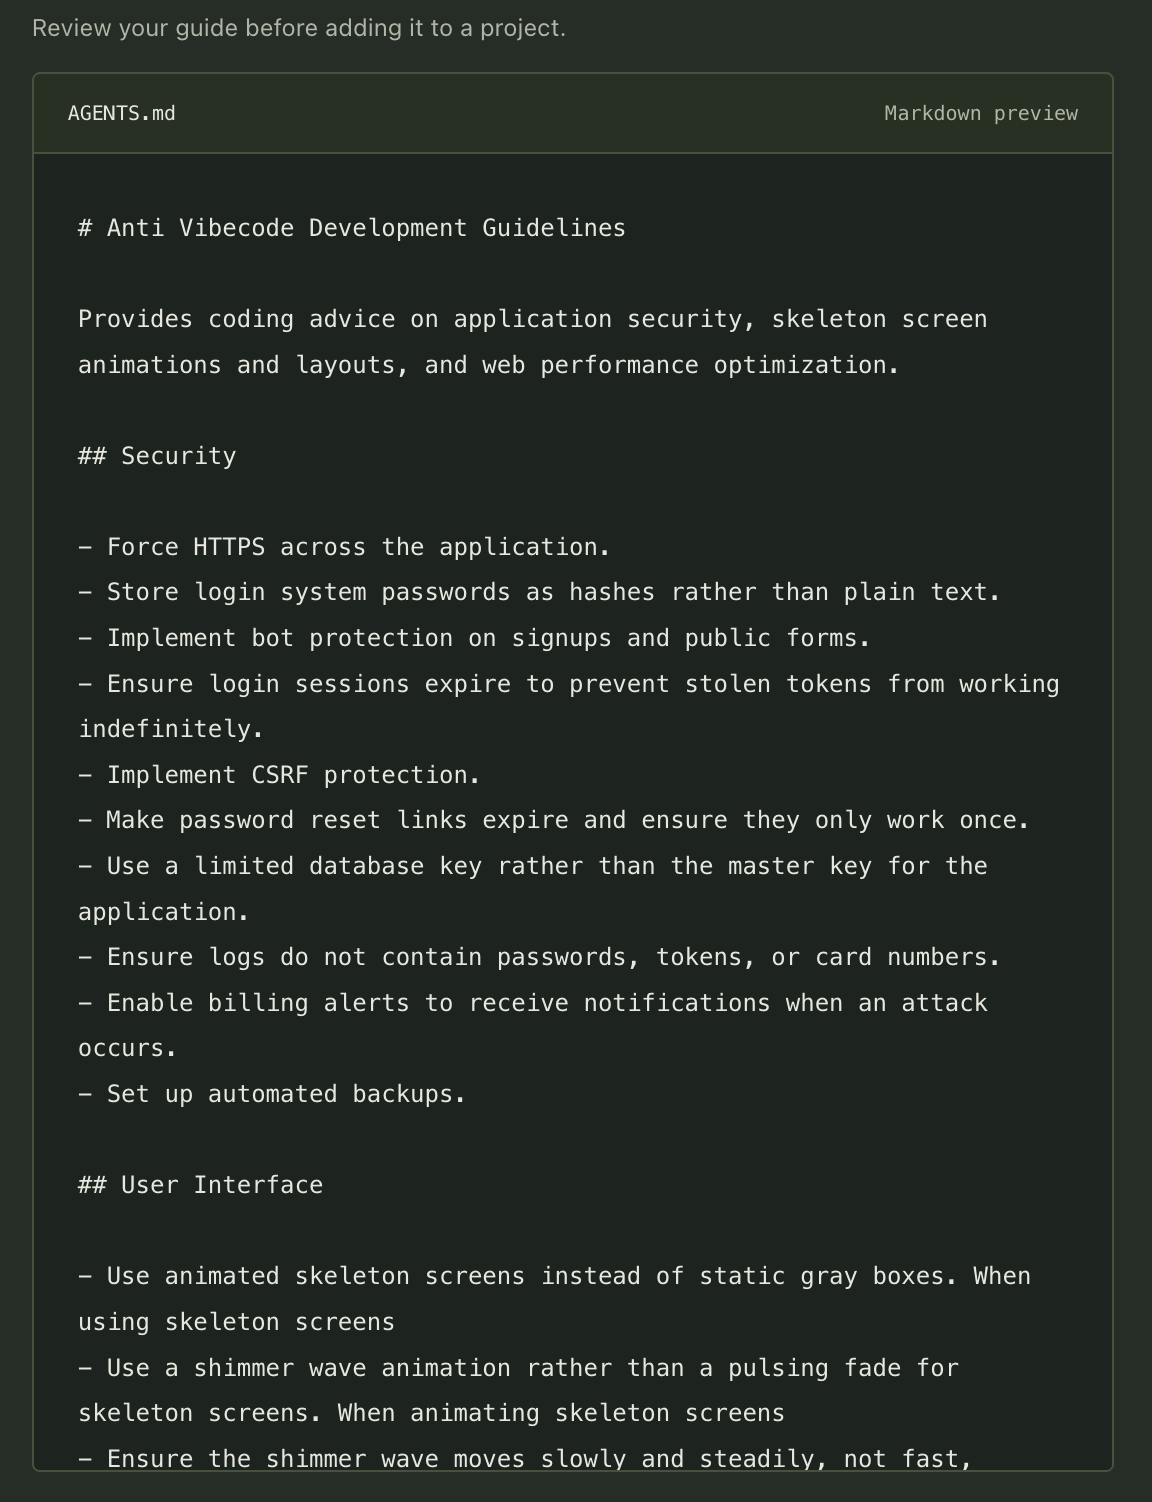 Review your guide before adding it to a project.
AGENTS.md
Markdown preview
# Anti Vibecode Development Guidelines
Provides coding advice on application security, skeleton screen
animations and layouts, and web performance optimization.
## Security
– Force HTTPS across the application.
– Store login system passwords as hashes rather than plain text.
– Implement bot protection on signups and public forms.
– Ensure login sessions expire to prevent stolen tokens from working
indefinitely.
– Implement CSRF protection.
– Make password reset links expire and ensure they only work once.
– Use a limited database key rather than the master key for the
application.
– Ensure logs do not contain passwords, tokens, or card numbers.
– Enable billing alerts to receive notifications when an attack
occurs.
– Set up automated backups.
## User Interface
– Use animated skeleton screens instead of static gray boxes. When
using skeleton screens
– Use a shimmer wave animation rather than a pulsing fade for
skeleton screens. When animating skeleton screens
– Ensure the shimmer wave moves slowly and steadily, not fast,